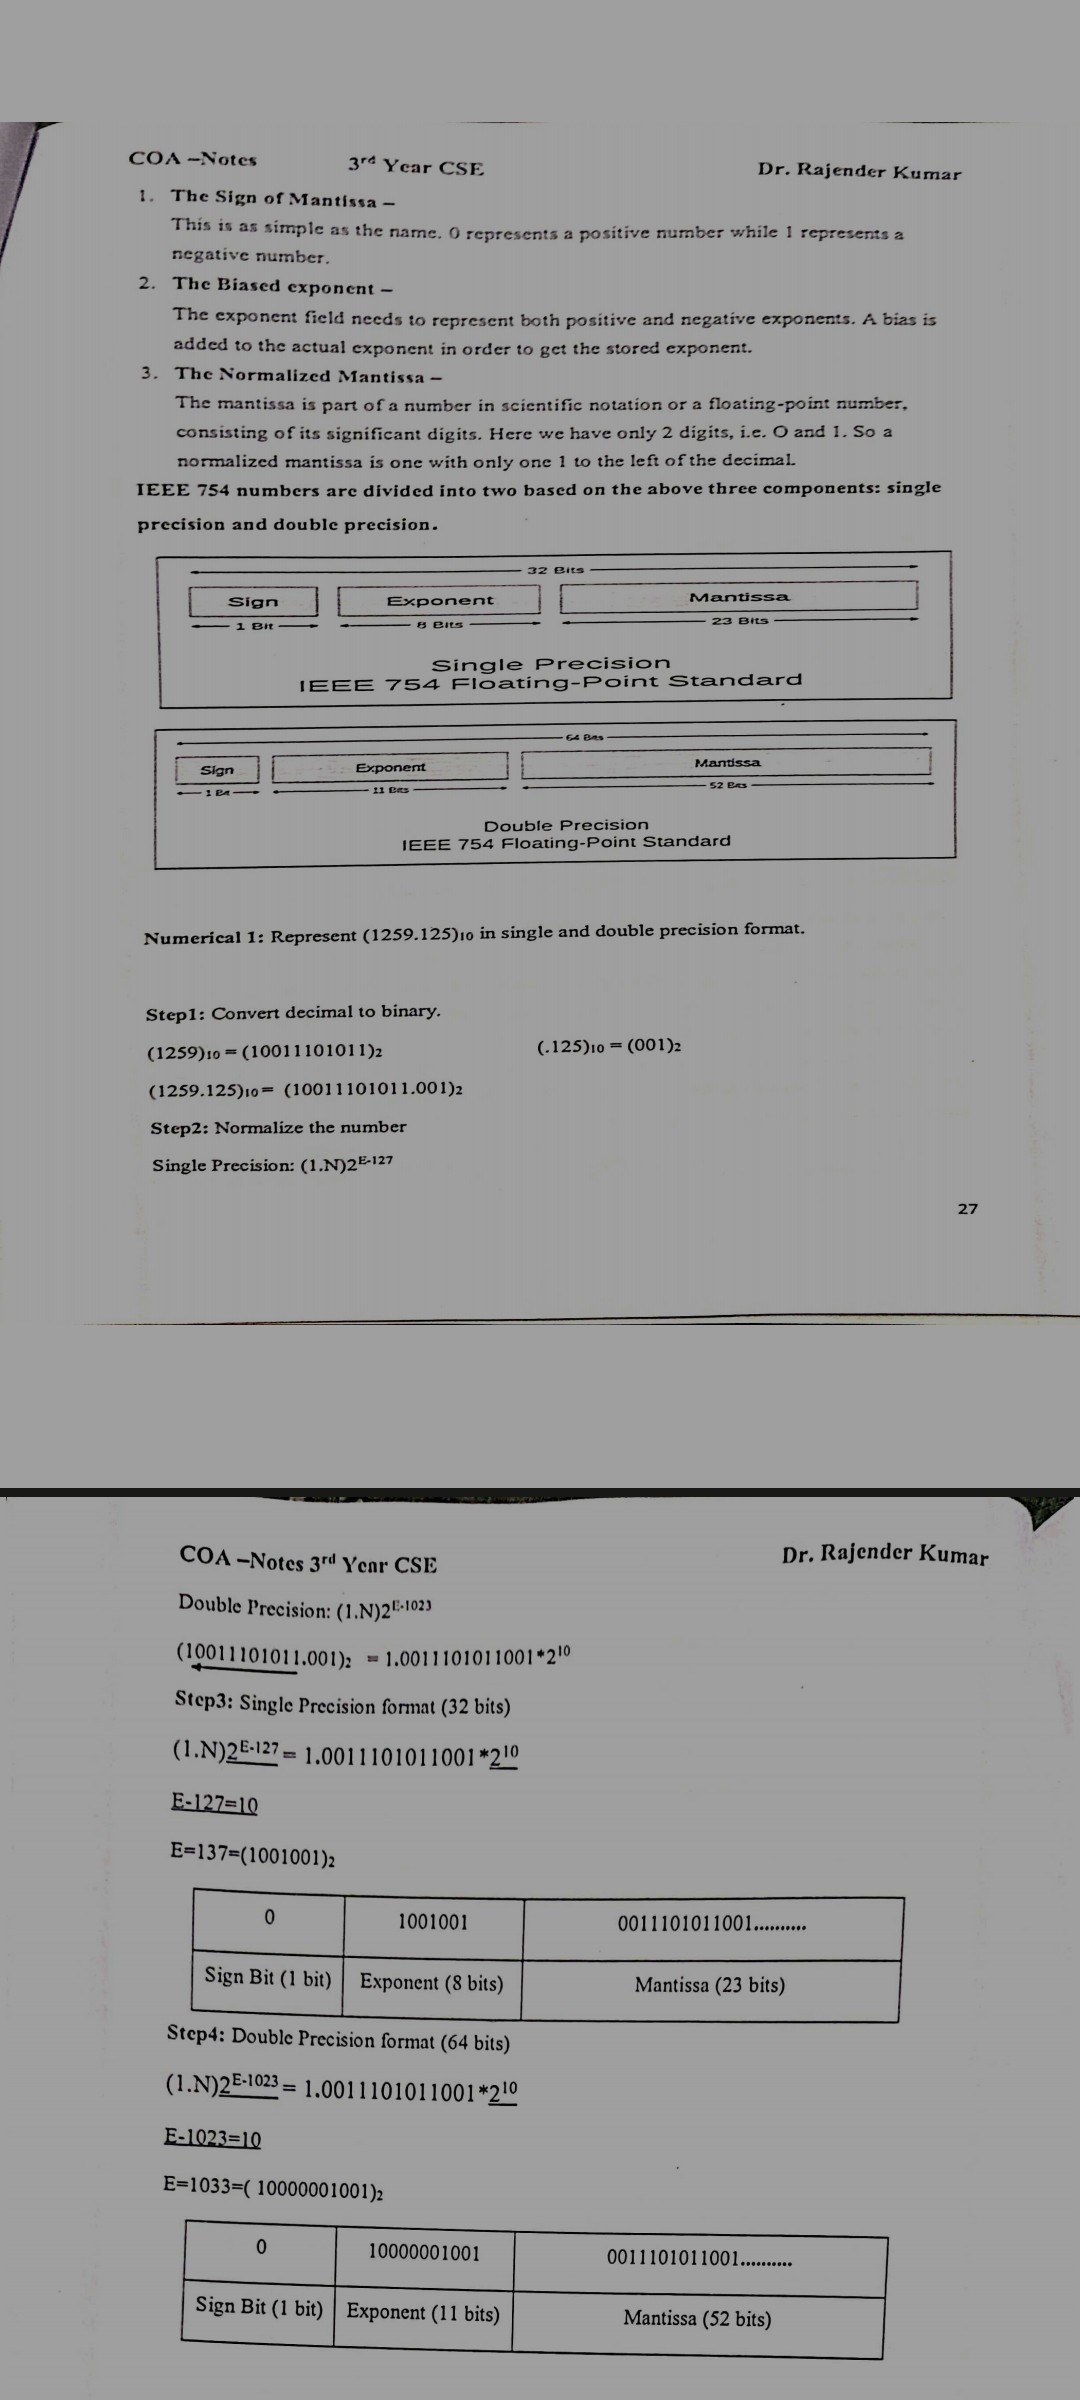 COA –Notes 3rd Year CSE Dr. Rajender Kumar
1. The Sign of Mantissa –
This is as simple as the name. 0 represents a positive number while 1 represents a
negative number.
2. The Biased exponent –
The exponent field needs to represent both positive and negative exponents. A bias is
added to the actual exponent in order to get the stored exponent.
3. The Normalized Mantissa –
The mantissa is part of a number in scientific notation or a floating-point number,
consisting of its significant digits. Here we have only 2 digits, i.e. O and 1. So a
normalized mantissa is one with only one 1 to the left of the decimal.
IEEE 754 numbers are divided into two based on the above three components: single
precision and double precision.
32 Bits
Sign Exponent Mantissa
1 Bit 8 Bits 23 Bits
Single Precision
IEEE 754 Floating-Point Standard
64 Bits
Sign Exponent Mantissa
1 Bit 11 Bits 52 Bits
Double Precision
IEEE 754 Floating-Point Standard
Numerical 1: Represent (1259.125)10 in single and double precision format.
Step1: Convert decimal to binary.
(1259)10 = (10011101011)2 (.125)10 = (001)2
(1259.125)10 = (10011101011.001)2
Step2: Normalize the number
Single Precision: (1.N)2^E-127
27
COA –Notes 3rd Year CSE Dr. Rajender Kumar
Double Precision: (1.N)2^E-1023
(10011101011.001)2 = 1.0011101011001*2^10
Step3: Single Precision format (32 bits)
(1.N)2^E-127 = 1.0011101011001*2^10
E-127=10
E=137=(1001001)2
0 1001001 0011101011001..........
Sign Bit (1 bit) Exponent (8 bits) Mantissa (23 bits)
Step4: Double Precision format (64 bits)
(1.N)2^E-1023 = 1.0011101011001*2^10
E-1023=10
E=1033=( 10000001001)2
0 10000001001 0011101011001..........
Sign Bit (1 bit) Exponent (11 bits) Mantissa (52 bits)